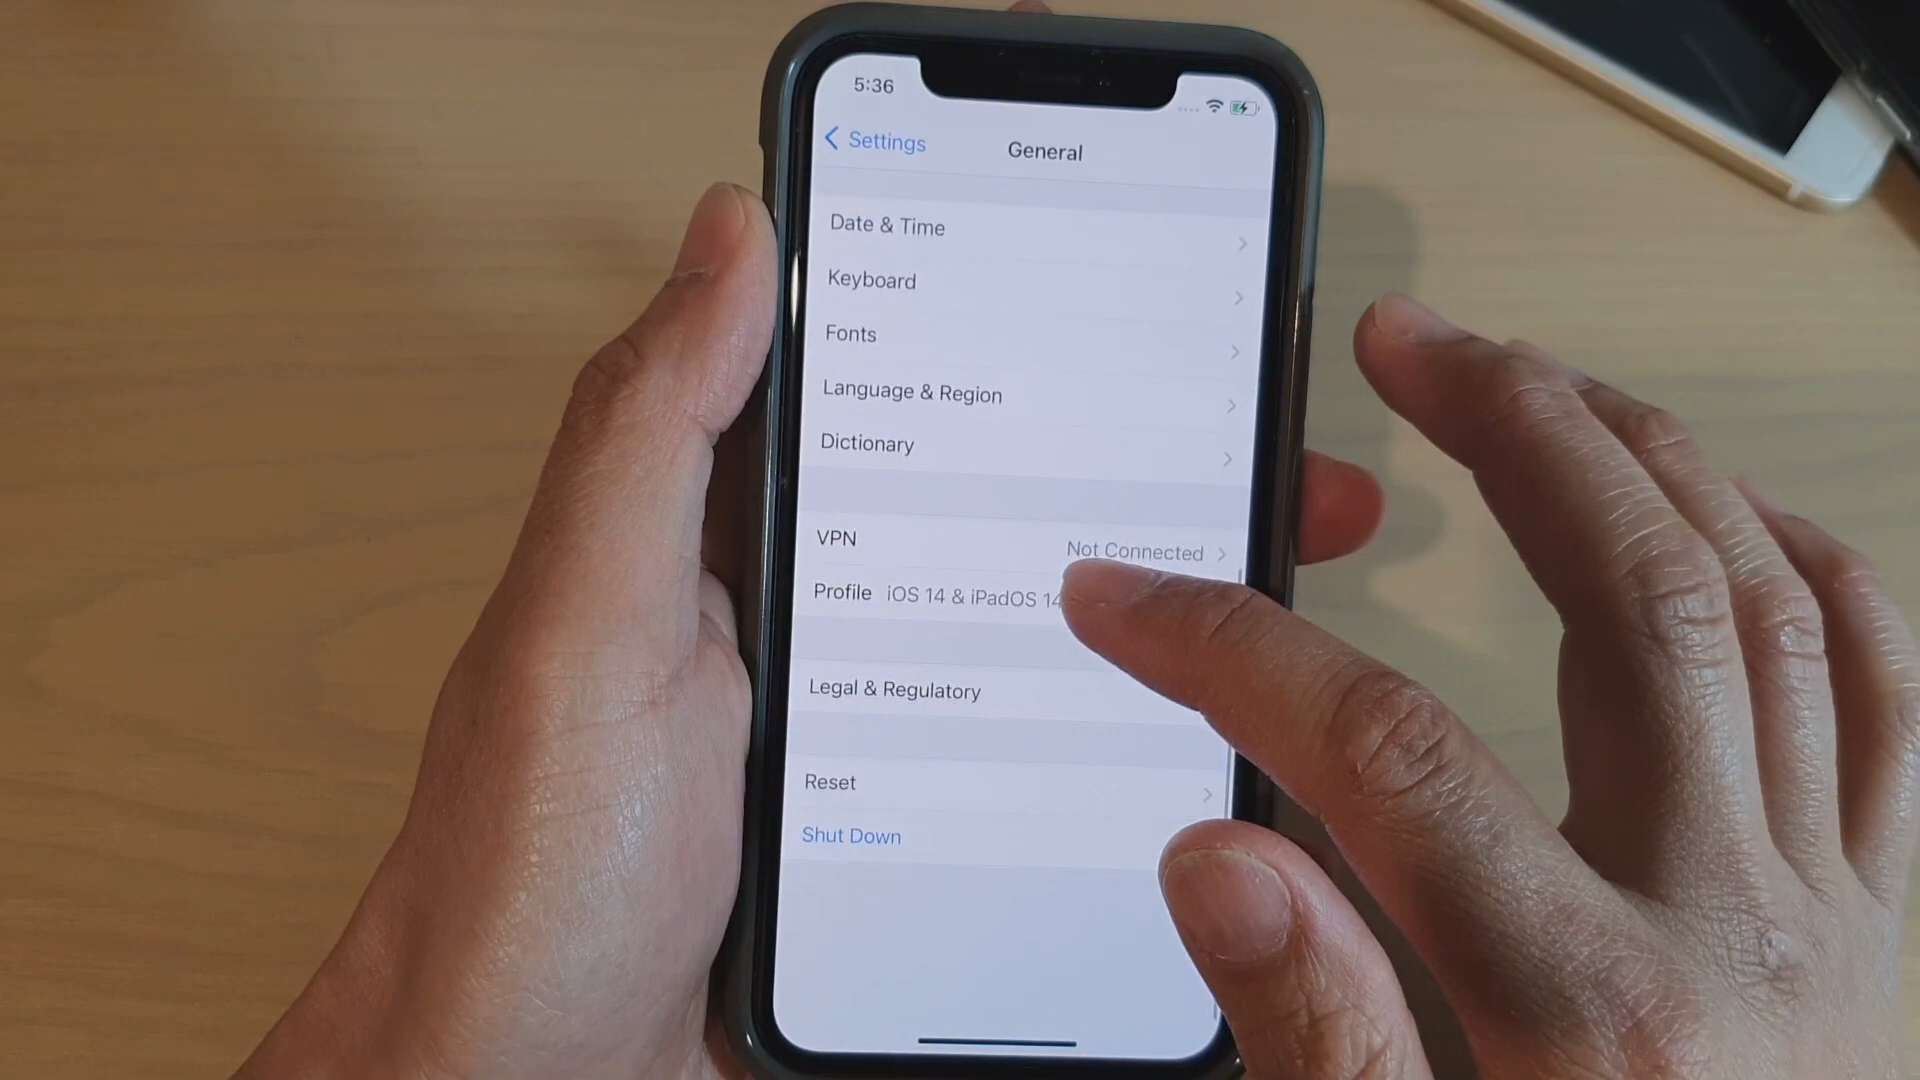 5:36
Settings
General
Date & Time
Keyboard
Fonts
Language & Region
Dictionary
VPN Not Connected
Profile iOS 14 & iPadOS 14
Legal & Regulatory
Reset
Shut Down